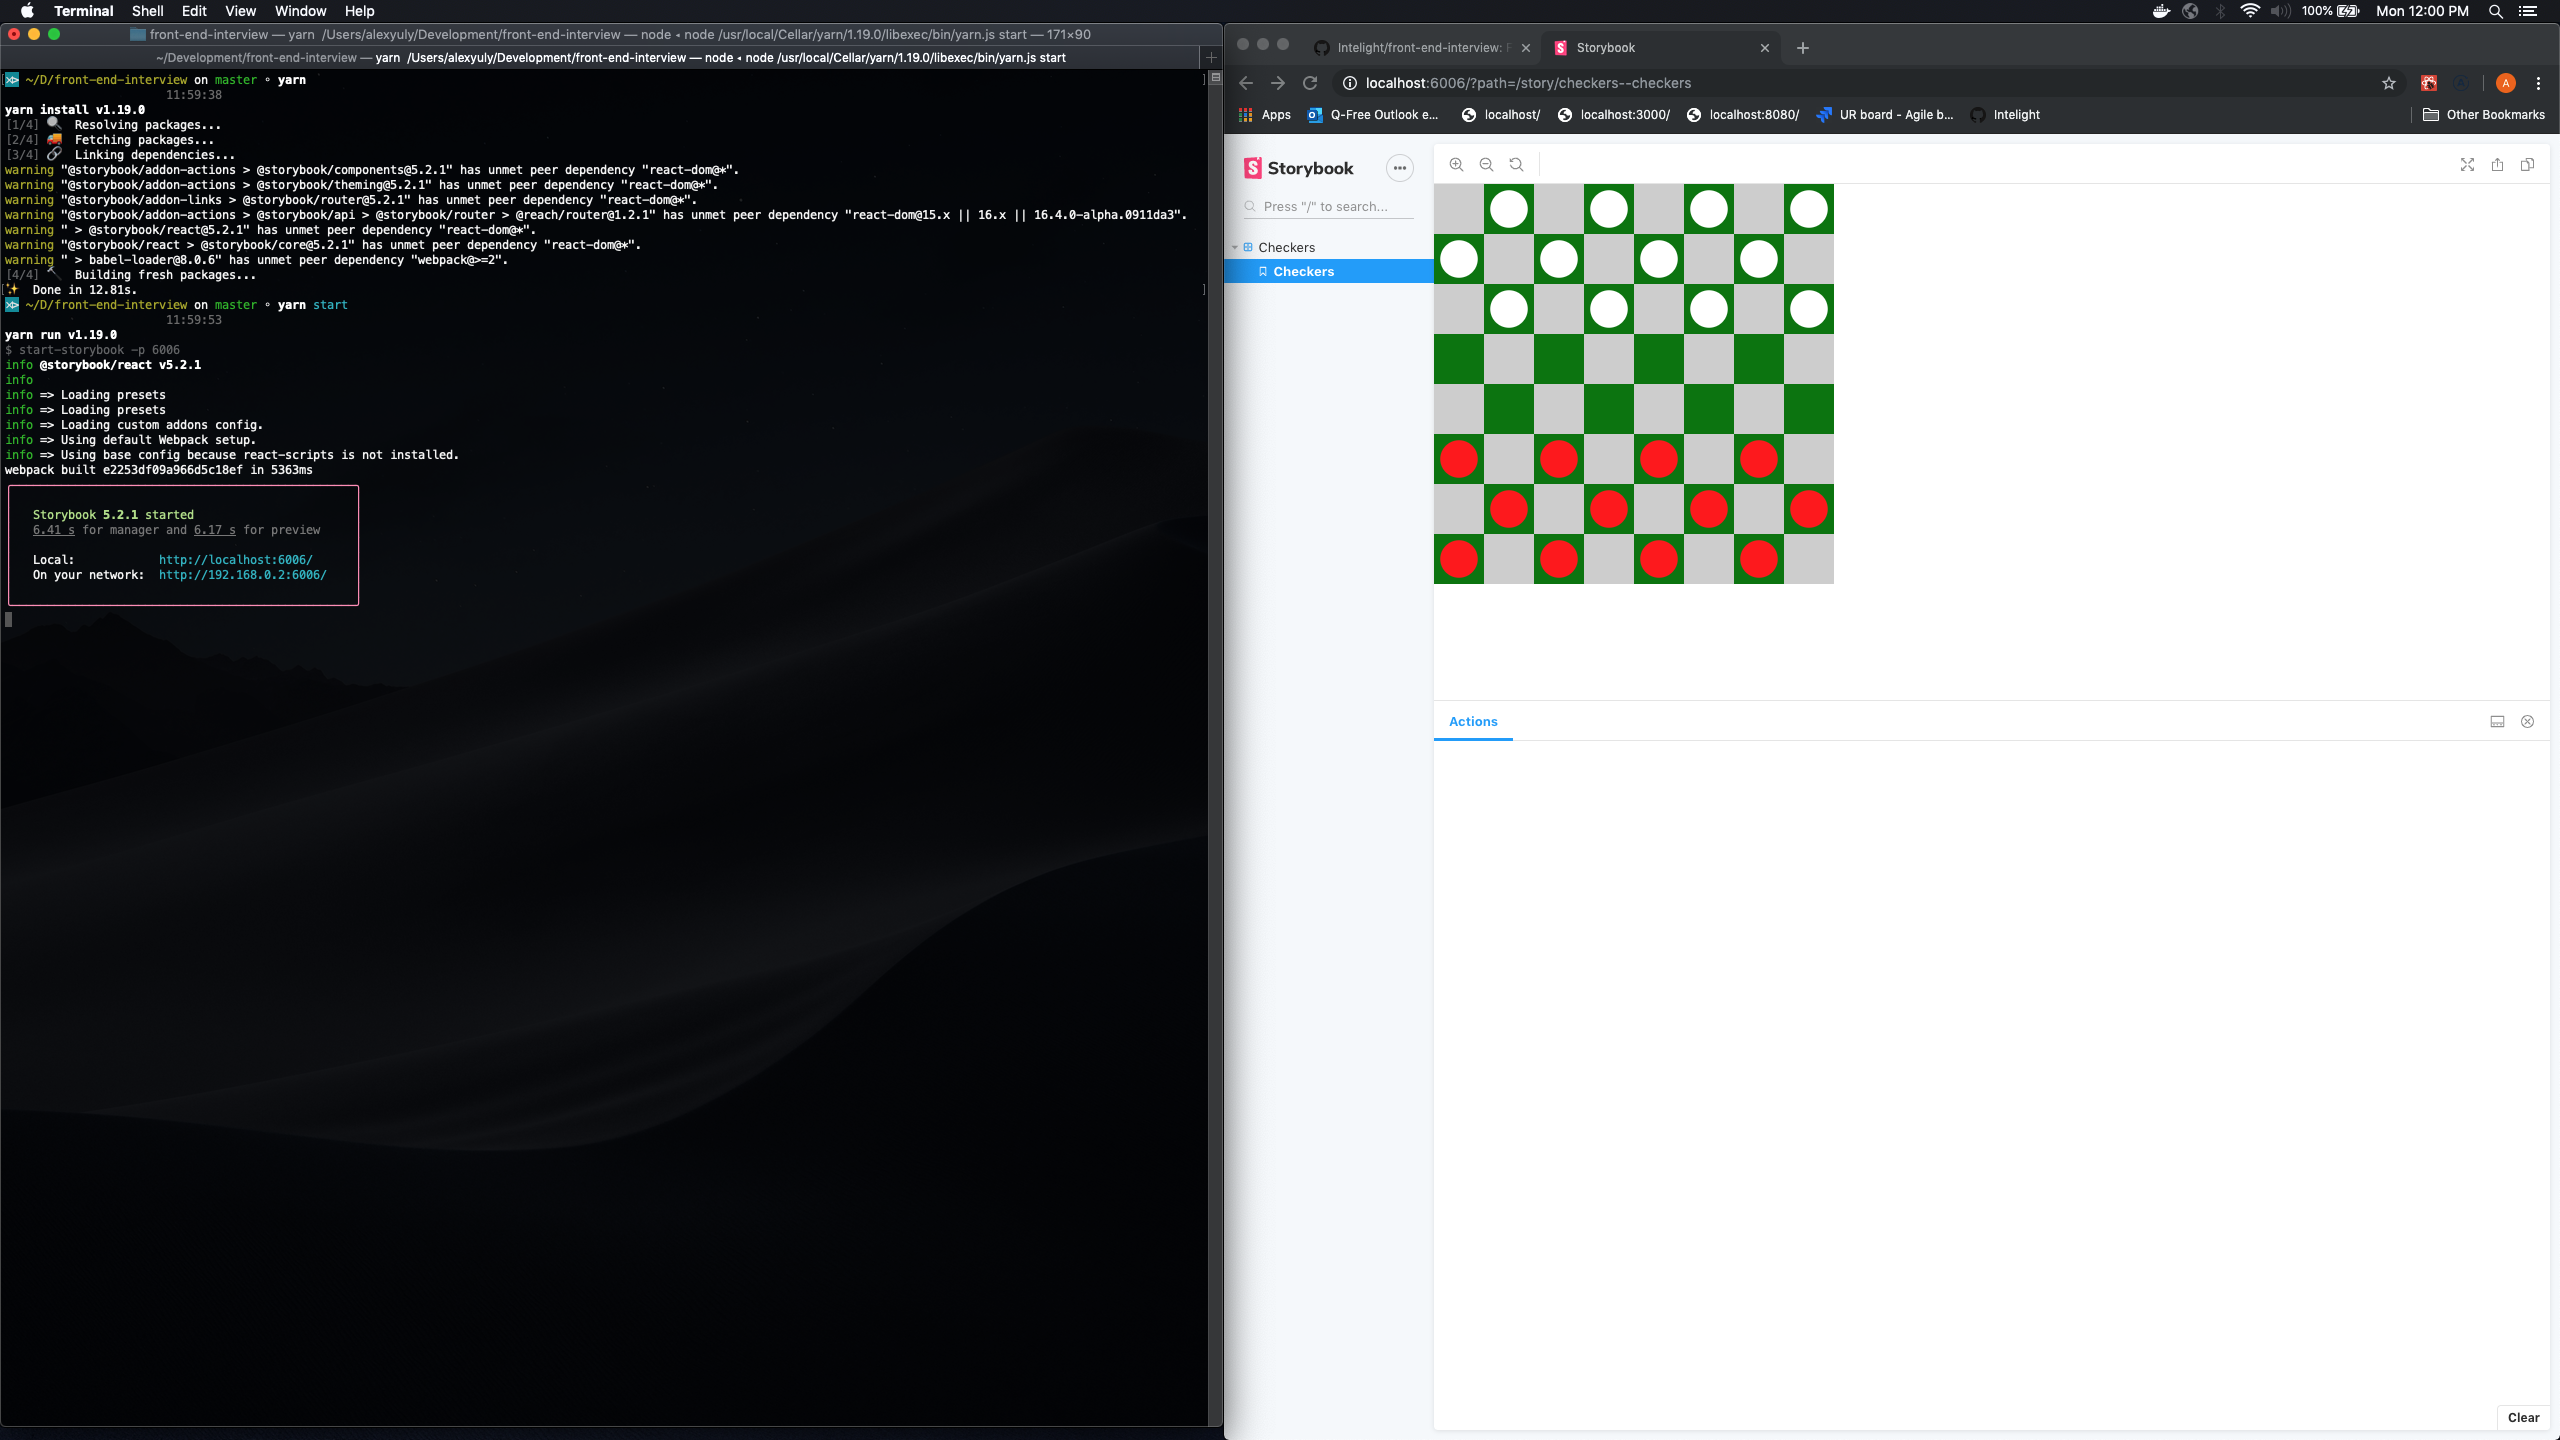 Terminal Shell Edit View Window Help
100% Mon 12:00 PM
front-end-interview — yarn /Users/alexyuly/Development/front-end-interview — node ◂ node /usr/local/Cellar/yarn/1.19.0/libexec/bin/yarn.js start — 171×90
~/Development/front-end-interview — yarn /Users/alexyuly/Development/front-end-interview — node ◂ node /usr/local/Cellar/yarn/1.19.0/libexec/bin/yarn.js start
~/D/front-end-interview on master ∘ yarn
11:59:38
yarn install v1.19.0
[1/4] 🔍 Resolving packages...
[2/4] 🚚 Fetching packages...
[3/4] 🔗 Linking dependencies...
warning "@storybook/addon-actions > @storybook/components@5.2.1" has unmet peer dependency "react-dom@*".
warning "@storybook/addon-actions > @storybook/theming@5.2.1" has unmet peer dependency "react-dom@*".
warning "@storybook/addon-links > @storybook/router@5.2.1" has unmet peer dependency "react-dom@*".
warning "@storybook/addon-actions > @storybook/api > @storybook/router > @reach/router@1.2.1" has unmet peer dependency "react-dom@15.x || 16.x || 16.4.0-alpha.0911da3".
warning " > @storybook/react@5.2.1" has unmet peer dependency "react-dom@*".
warning "@storybook/react > @storybook/core@5.2.1" has unmet peer dependency "react-dom@*".
warning " > babel-loader@8.0.6" has unmet peer dependency "webpack@>=2".
[4/4] 🔨 Building fresh packages...
✨ Done in 12.81s.
~/D/front-end-interview on master ∘ yarn start
11:59:53
yarn run v1.19.0
$ start-storybook -p 6006
info @storybook/react v5.2.1
info
info => Loading presets
info => Loading presets
info => Loading custom addons config.
info => Using default Webpack setup.
info => Using base config because react-scripts is not installed.
webpack built e2253df09a966d5c18ef in 5363ms
Storybook 5.2.1 started
6.41 s for manager and 6.17 s for preview
Local: http://localhost:6006/
On your network: http://192.168.0.2:6006/
Intelight/front-end-interview: Storybook
localhost:6006/?path=/story/checkers--checkers
A
Apps Q-Free Outlook e... localhost/ localhost:3000/ localhost:8080/ UR board - Agile b... Intelight Other Bookmarks
Storybook
Press "/" to search...
Checkers
Checkers
Actions
Clear